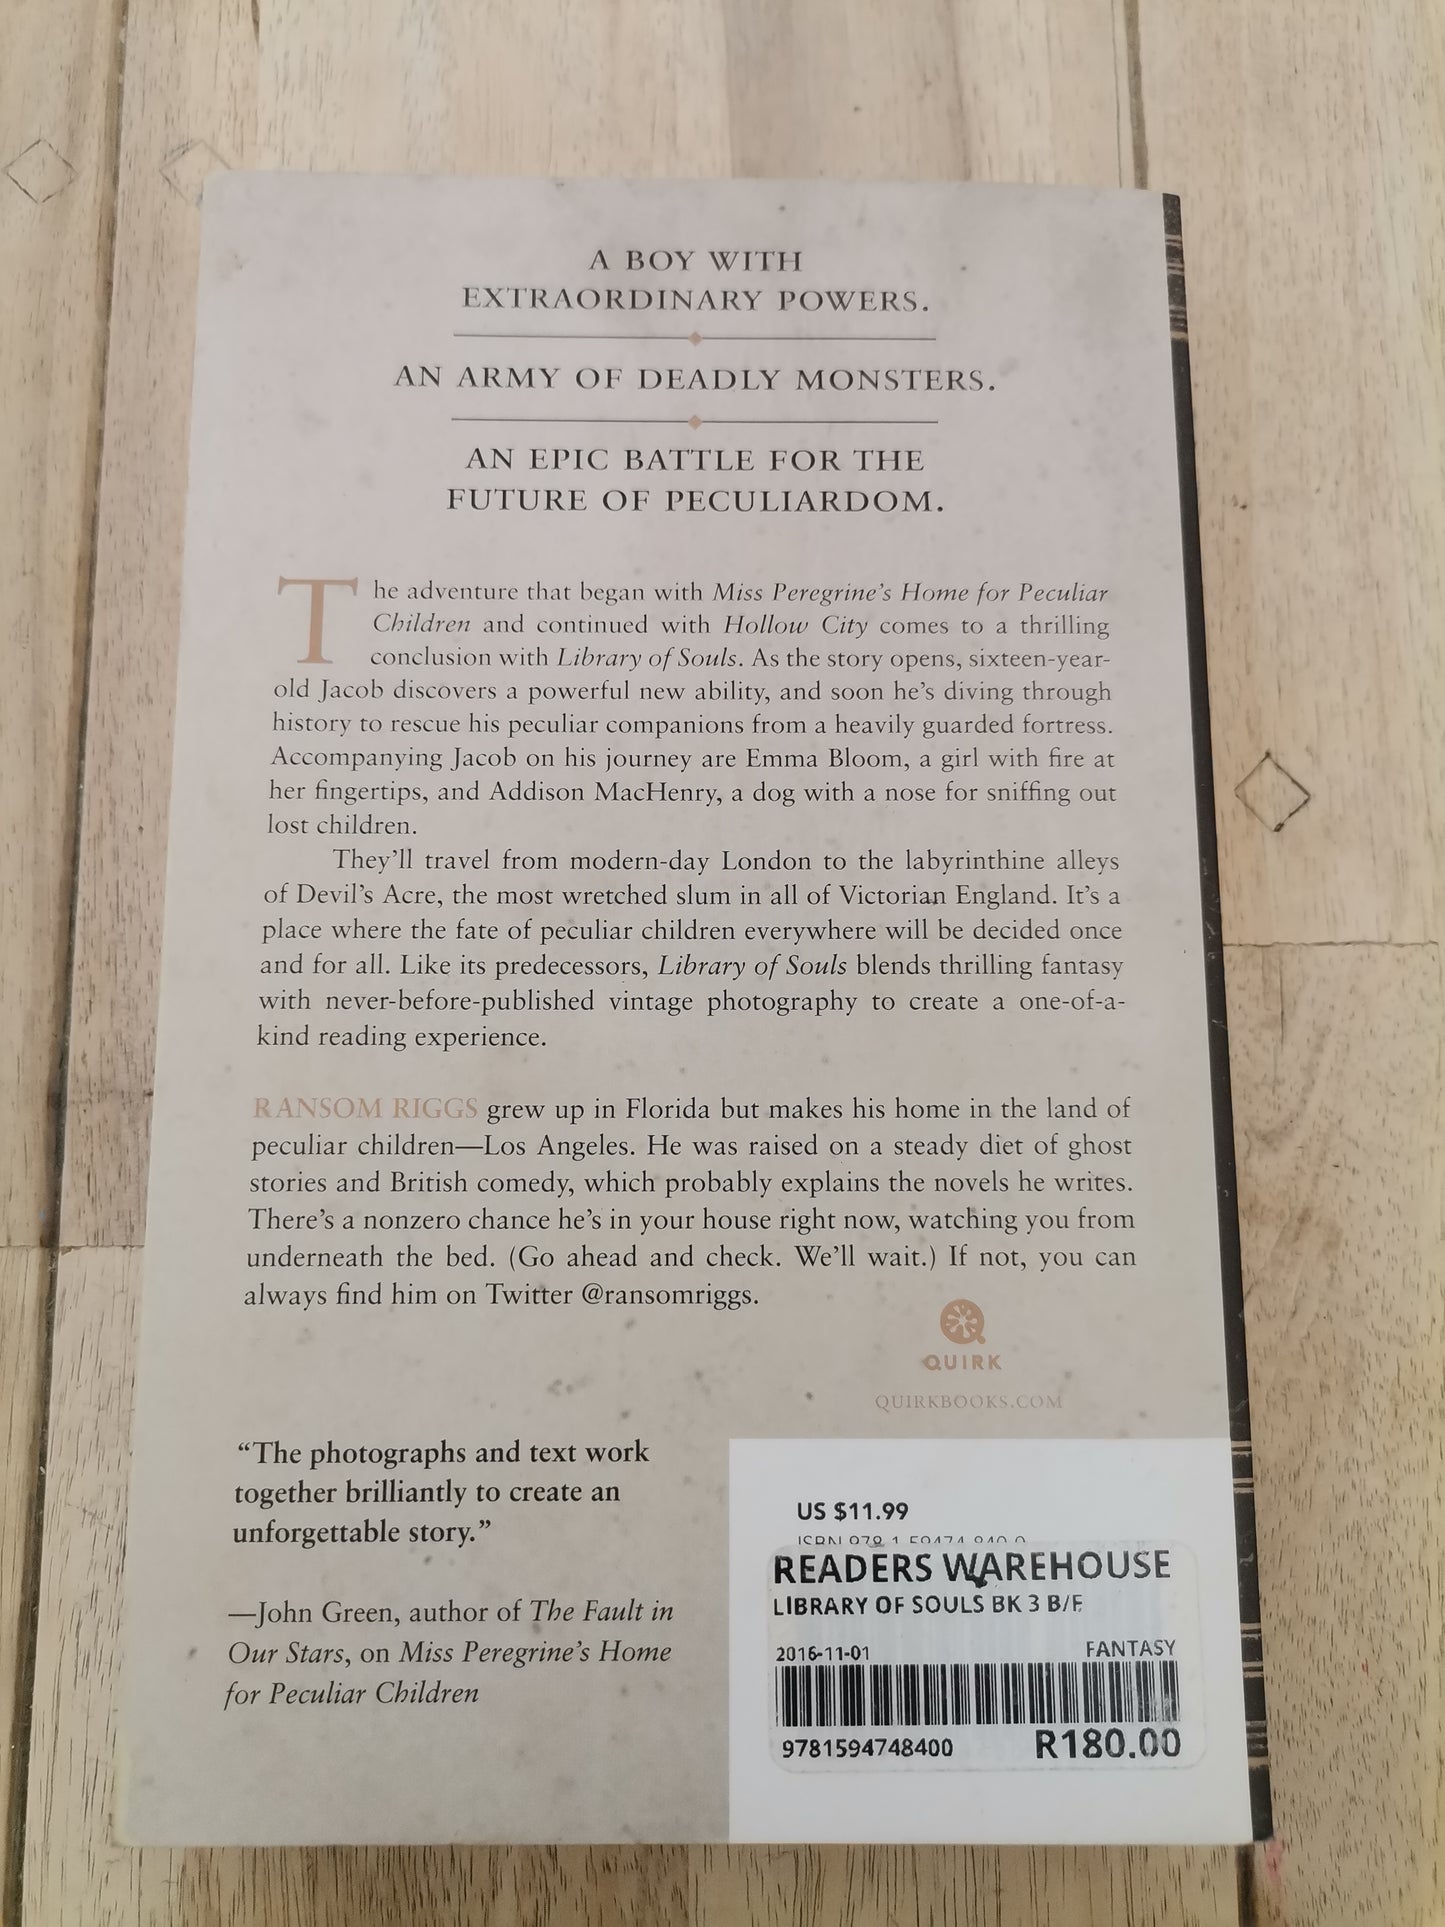 A BOY WITH
EXTRAORDINARY POWERS.
AN ARMY OF DEADLY MONSTERS.
AN EPIC BATTLE FOR THE
FUTURE OF PECULIARDOM.
The adventure that began with Miss Peregrine's Home for Peculiar
Children and continued with Hollow City comes to a thrilling
conclusion with Library of Souls. As the story opens, sixteen-year-
old Jacob discovers a powerful new ability, and soon he's diving through
history to rescue his peculiar companions from a heavily guarded fortress.
Accompanying Jacob on his journey are Emma Bloom, a girl with fire at
her fingertips, and Addison MacHenry, a dog with a nose for sniffing out
lost children.
They'll travel from modern-day London to the labyrinthine alleys
of Devil's Acre, the most wretched slum in all of Victorian England. It's a
place where the fate of peculiar children everywhere will be decided once
and for all. Like its predecessors, Library of Souls blends thrilling fantasy
with never-before-published vintage photography to create a one-of-a-
kind reading experience.
RANSOM RIGGS grew up in Florida but makes his home in the land of
peculiar children—Los Angeles. He was raised on a steady diet of ghost
stories and British comedy, which probably explains the novels he writes.
There's a nonzero chance he's in your house right now, watching you from
underneath the bed. (Go ahead and check. We'll wait.) If not, you can
always find him on Twitter @ransomriggs.
QUIRK
QUIRKBOOKS.COM
“The photographs and text work
together brilliantly to create an
unforgettable story.”
—John Green, author of The Fault in
Our Stars, on Miss Peregrine's Home
for Peculiar Children
US $11.99
ISBN 978-1-59474-840-0
READERS WAREHOUSE
LIBRARY OF SOULS BK 3 B/F
2016-11-01 FANTASY
9781594748400 R180.00